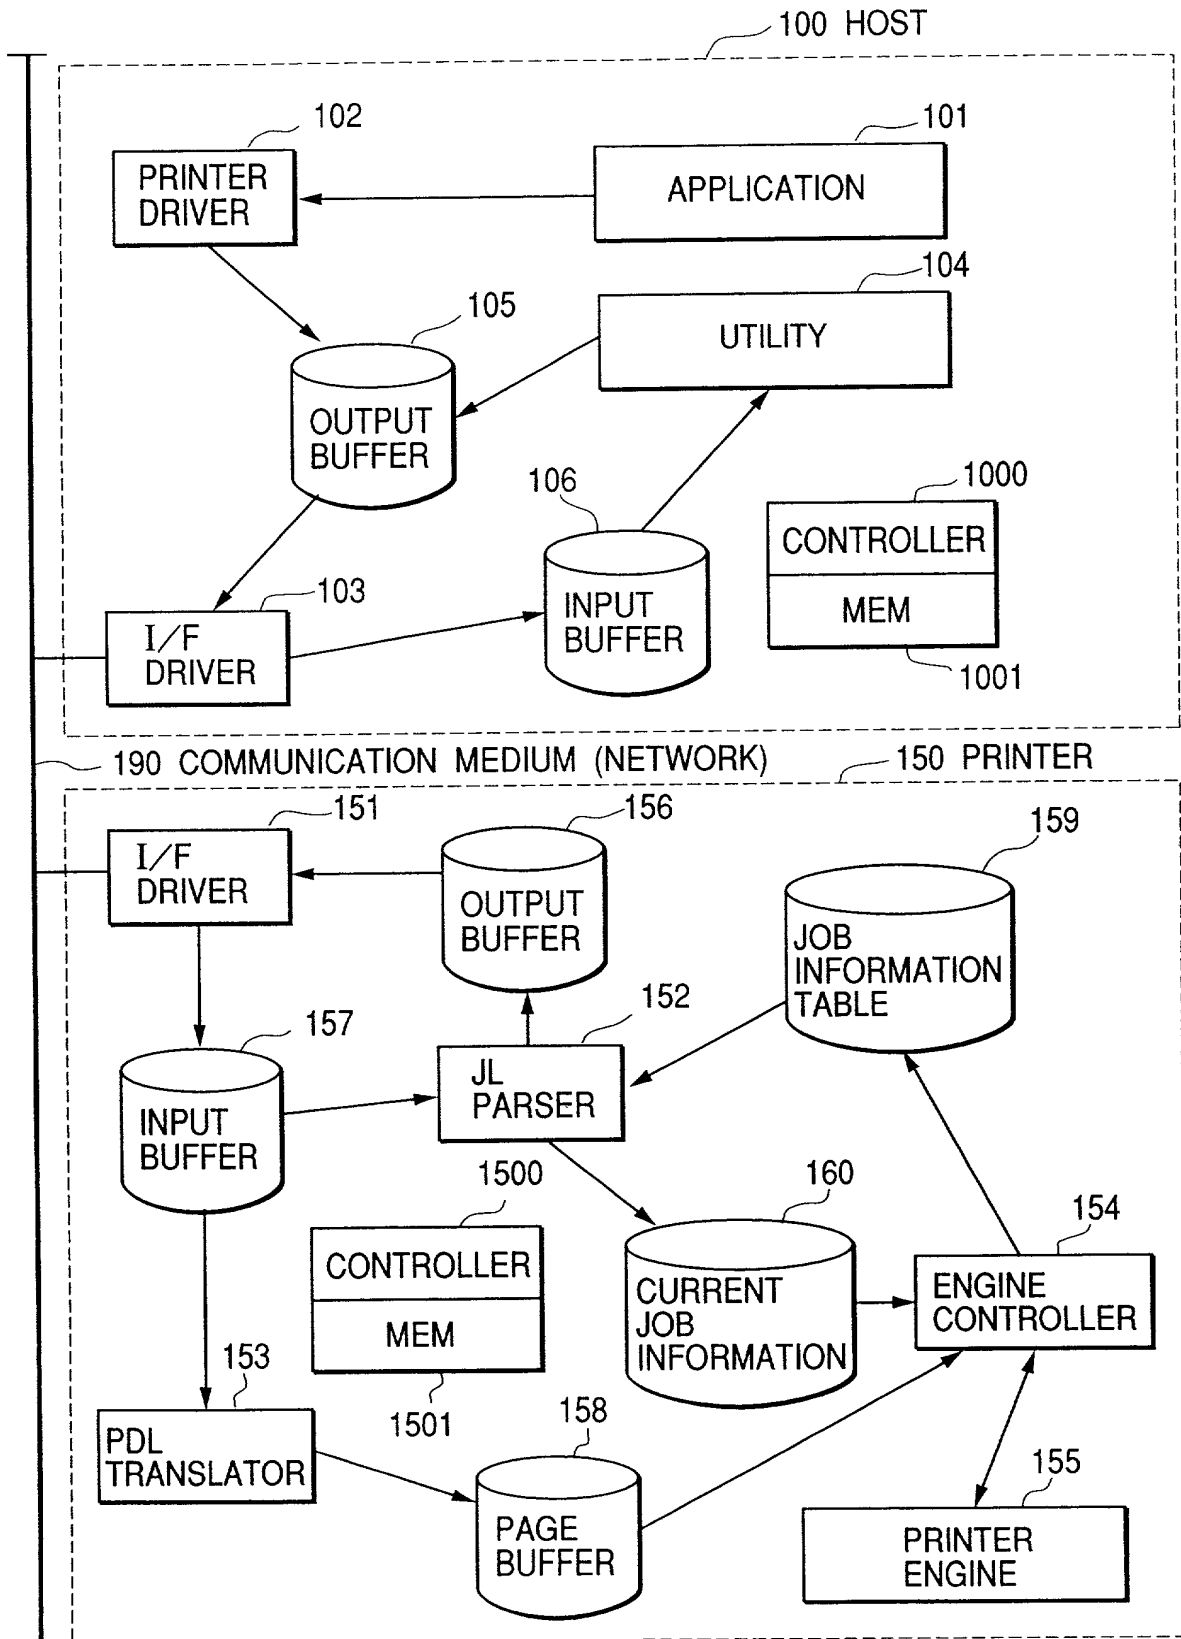 100 HOST
102
101
PRINTER
DRIVER
APPLICATION
104
105
UTILITY
OUTPUT
BUFFER
106
1000
CONTROLLER
103
I/F
DRIVER
INPUT
BUFFER
MEM
1001
190 COMMUNICATION MEDIUM (NETWORK)
150 PRINTER
151
156
159
I/F
DRIVER
OUTPUT
BUFFER
JOB
INFORMATION
TABLE
157
152
JL
PARSER
INPUT
BUFFER
1500
160
154
CONTROLLER
MEM
CURRENT
JOB
INFORMATION
ENGINE
CONTROLLER
153
1501
158
PDL
TRANSLATOR
155
PAGE
BUFFER
PRINTER
ENGINE